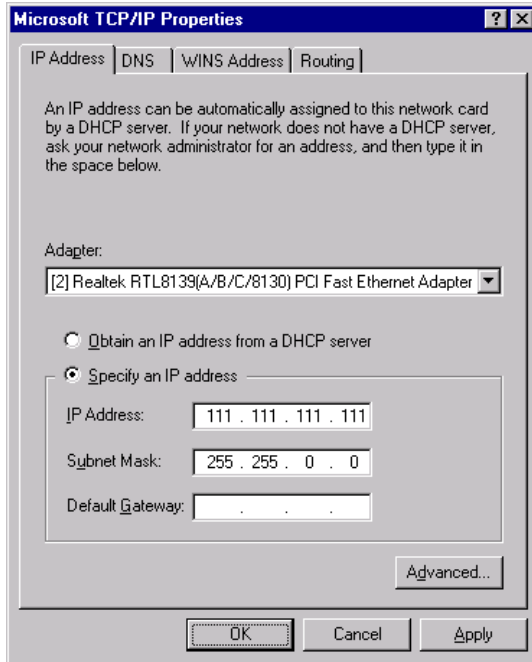 Microsoft TCP/IP Properties
? ×
IP Address DNS WINS Address Routing
An IP address can be automatically assigned to this network card
by a DHCP server. If your network does not have a DHCP server,
ask your network administrator for an address, and then type it in
the space below.
Adapter:
[2] Realtek RTL8139(A/B/C/8130) PCI Fast Ethernet Adapter
Obtain an IP address from a DHCP server
Specify an IP address
IP Address: 111 . 111 . 111 . 111
Subnet Mask: 255 . 255 . 0 . 0
Default Gateway: . . .
Advanced...
OK Cancel Apply